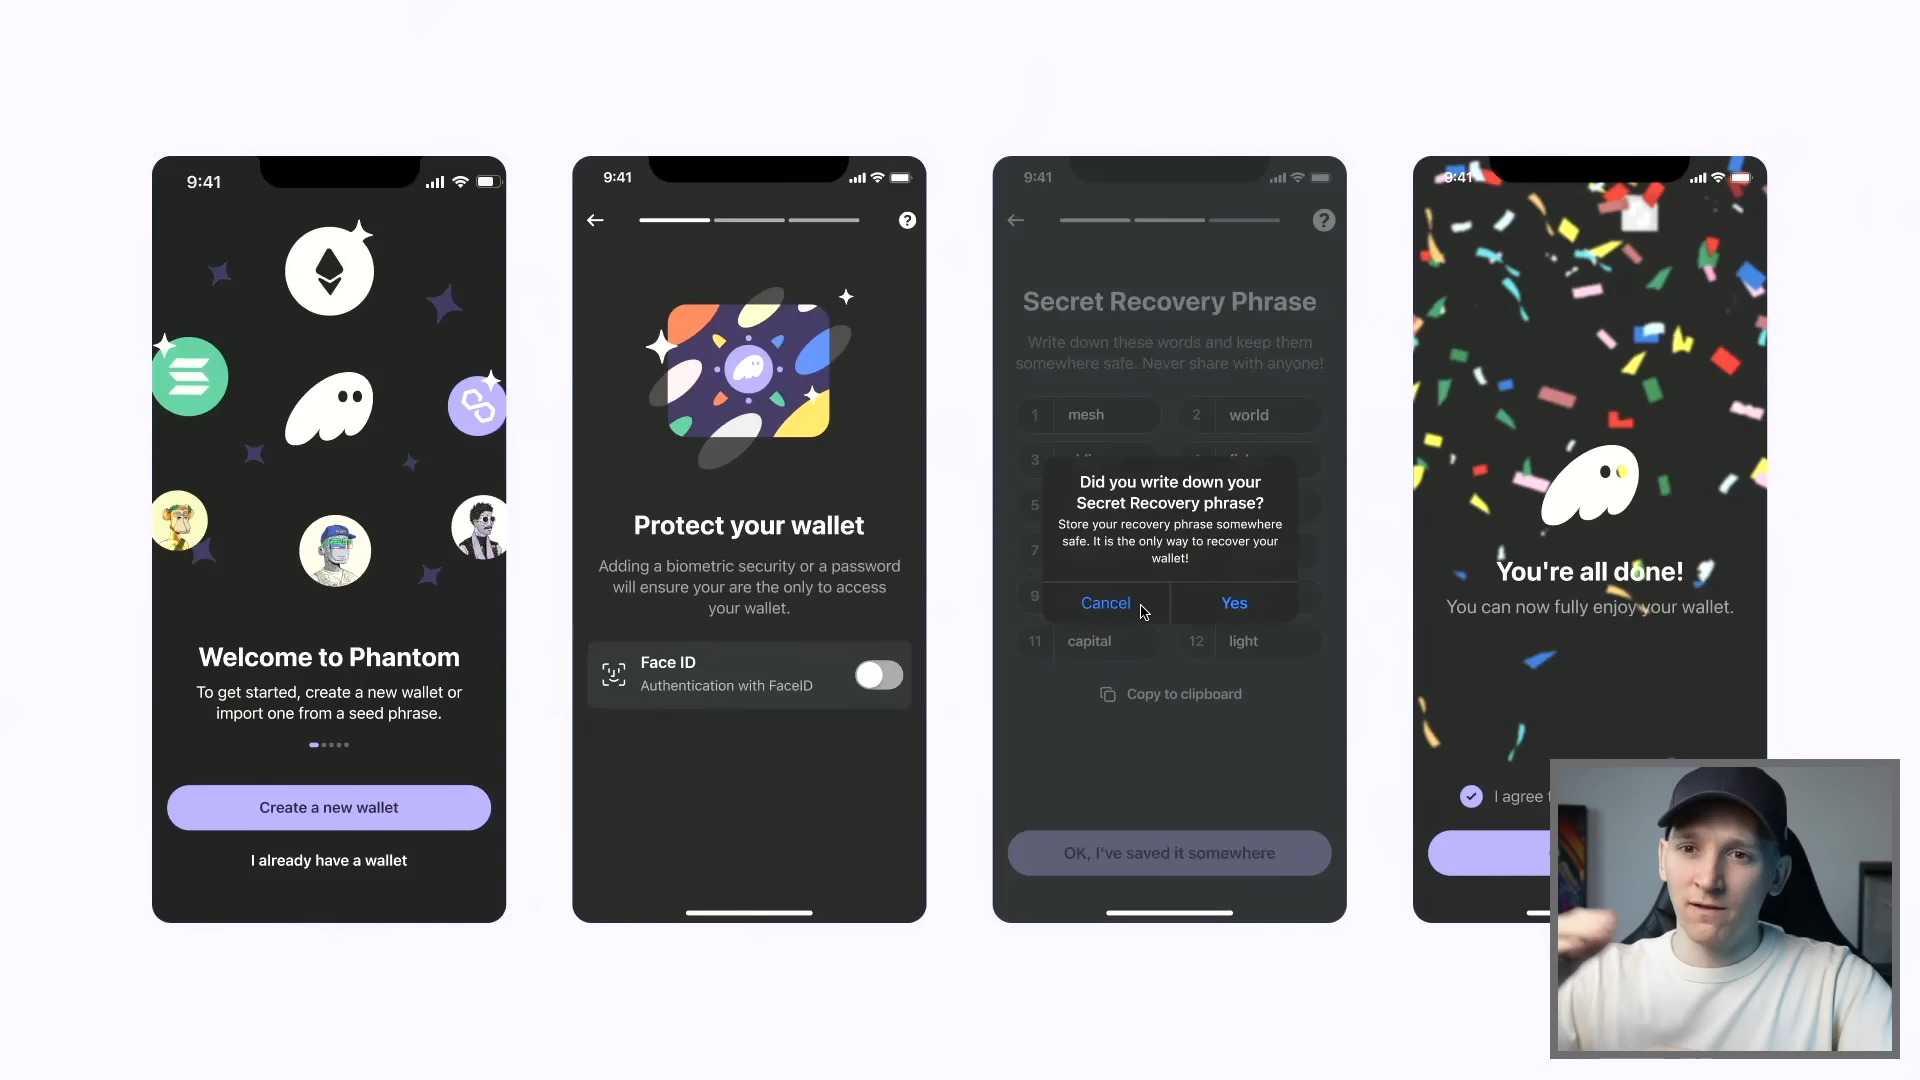 9:41
Welcome to Phantom
To get started, create a new wallet or
import one from a seed phrase.
Create a new wallet
I already have a wallet
9:41
?
Protect your wallet
Adding a biometric security or a password
will ensure your are the only to access
your wallet.
Face ID
Authentication with FaceID
9:41
?
Secret Recovery Phrase
Write down these words and keep them
somewhere safe. Never share with anyone!
1 mesh 2 world
3
5
7
9
Did you write down your
Secret Recovery phrase?
Store your recovery phrase somewhere
safe. It is the only way to recover your
wallet!
Cancel Yes
11 capital 12 light
Copy to clipboard
OK, I've saved it somewhere
9:41
You're all done!
You can now fully enjoy your wallet.
I agree